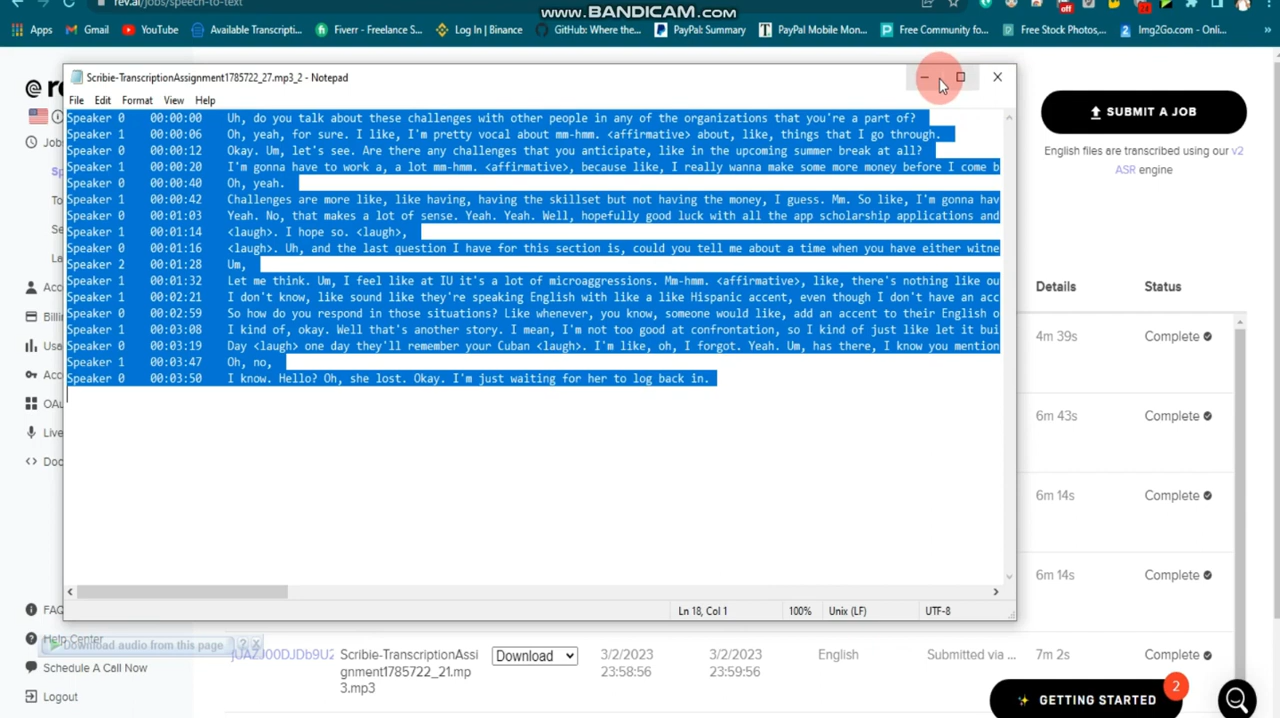 rev.ai/jobs/speech-to-text
www.BANDICAM.com
Apps Gmail YouTube Available Transcripti... Fiverr - Freelance S... Log In | Binance GitHub: Where the... PayPal Summary PayPal Mobile Mon... Free Community fo... Free Stock Photos,... Img2Go.com - Onli... »
off 21
Scribie-TranscriptionAssignment1785722_27.mp3_2 - Notepad
File Edit Format View Help
Speaker 0 00:00:00 Uh, do you talk about these challenges with other people in any of the organizations that you're a part of?
Speaker 1 00:00:06 Oh, yeah, for sure. I like, I'm pretty vocal about mm-hmm. <affirmative> about, like, things that I go through.
Speaker 0 00:00:12 Okay. Um, let's see. Are there any challenges that you anticipate, like in the upcoming summer break at all?
Speaker 1 00:00:20 I'm gonna have to work a, a lot mm-hmm. <affirmative>, because like, I really wanna make some more money before I come b
Speaker 0 00:00:40 Oh, yeah.
Speaker 1 00:00:42 Challenges are more like, like having, having the skillset but not having the money, I guess. Mm. So like, I'm gonna hav
Speaker 0 00:01:03 Yeah. No, that makes a lot of sense. Yeah. Yeah. Well, hopefully good luck with all the app scholarship applications and
Speaker 1 00:01:14 <laugh>. I hope so. <laugh>,
Speaker 0 00:01:16 <laugh>. Uh, and the last question I have for this section is, could you tell me about a time when you have either witne
Speaker 2 00:01:28 Um,
Speaker 1 00:01:32 Let me think. Um, I feel like at IU it's a lot of microaggressions. Mm-hmm. <affirmative>, like, there's nothing like ou
Speaker 1 00:02:21 I don't know, like sound like they're speaking English with like a like Hispanic accent, even though I don't have an acc
Speaker 0 00:02:59 So how do you respond in those situations? Like whenever, you know, someone would like, add an accent to their English o
Speaker 1 00:03:08 I kind of, okay. Well that's another story. I mean, I'm not too good at confrontation, so I kind of just like let it bui
Speaker 0 00:03:19 Day <laugh> one day they'll remember your Cuban <laugh>. I'm like, oh, I forgot. Yeah. Um, has there, I know you mention
Speaker 1 00:03:47 Oh, no,
Speaker 0 00:03:50 I know. Hello? Oh, she lost. Okay. I'm just waiting for her to log back in.
Ln 18, Col 1 100% Unix (LF) UTF-8
SUBMIT A JOB
English files are transcribed using our v2
ASR engine
Details Status
4m 39s Complete
6m 43s Complete
6m 14s Complete
6m 14s Complete
Scribie-TranscriptionAssi
gnment1785722_21.mp
3.mp3
Download
3/2/2023
23:58:56
3/2/2023
23:59:56
English
Submitted via ...
7m 2s
Complete
FAQ
Help Center
Download audio from this page ? ×
Schedule A Call Now
Logout
GETTING STARTED
2